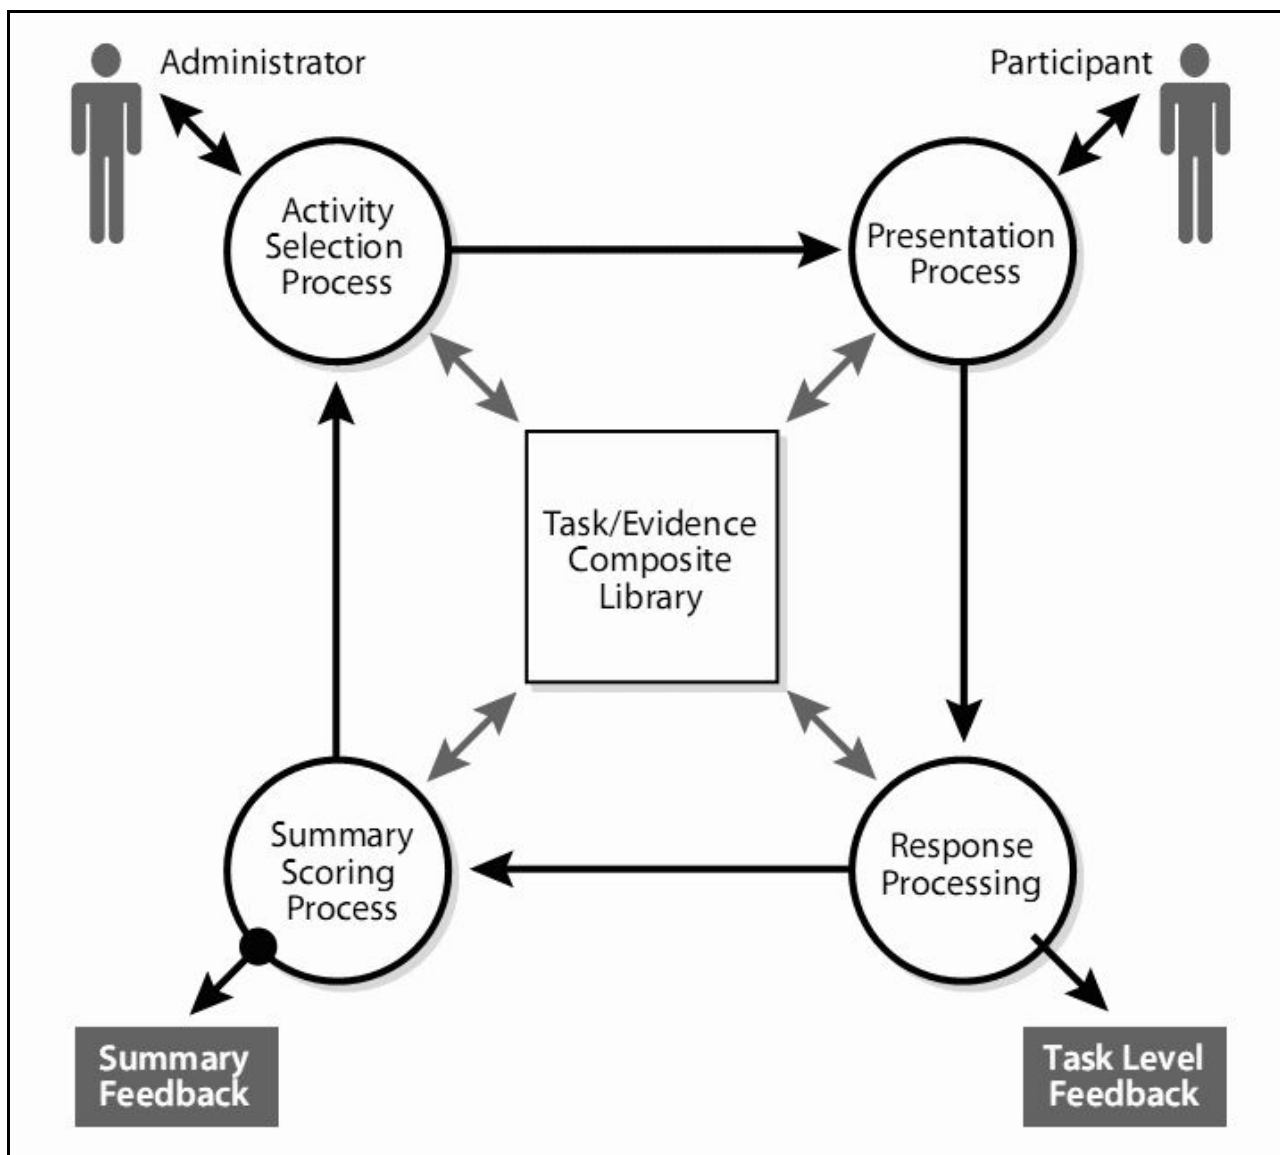 Administrator
Participant
Activity
Selection
Process
Presentation
Process
Task/Evidence
Composite
Library
Summary
Scoring
Process
Response
Processing
Summary
Feedback
Task Level
Feedback